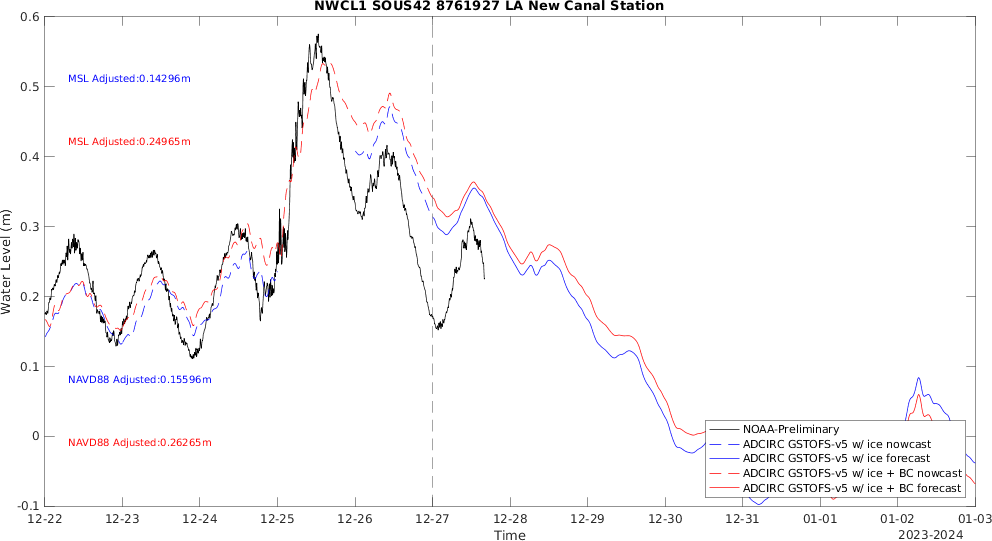 NWCL1 SOUS42 8761927 LA New Canal Station
0.6
0.5
0.4
0.3
0.2
0.1
0
-0.1
Water Level (m)
MSL Adjusted:0.14296m
MSL Adjusted:0.24965m
NAVD88 Adjusted:0.15596m
NAVD88 Adjusted:0.26265m
NOAA-Preliminary
ADCIRC GSTOFS-v5 w/ ice nowcast
ADCIRC GSTOFS-v5 w/ ice forecast
ADCIRC GSTOFS-v5 w/ ice + BC nowcast
ADCIRC GSTOFS-v5 w/ ice + BC forecast
12-22 12-23 12-24 12-25 12-26 12-27 12-28 12-29 12-30 12-31 01-01 01-02 01-03
Time
2023-2024